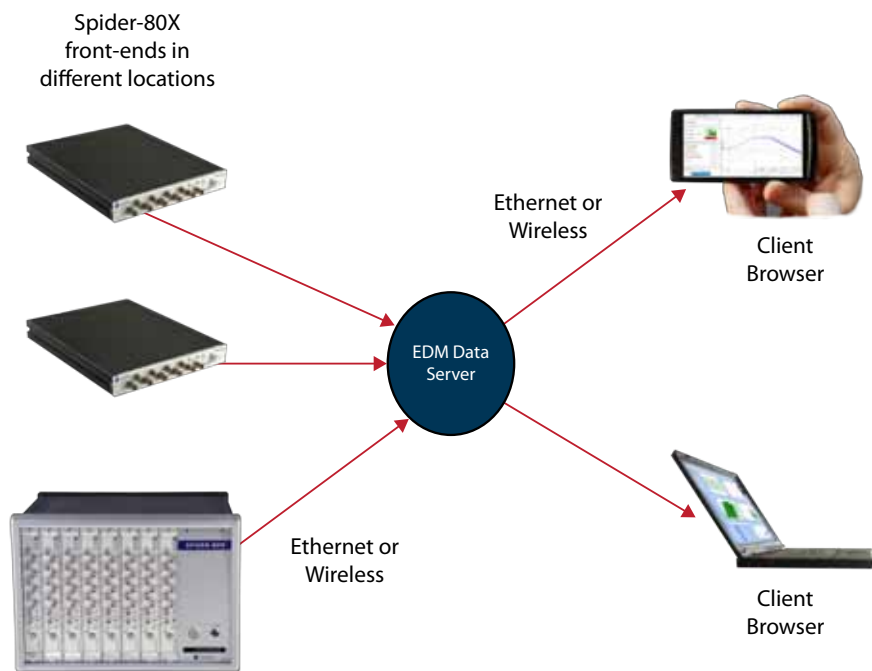 Spider-80X
front-ends in
different locations
Ethernet or
Wireless
Client
Browser
EDM Data
Server
Ethernet or
Wireless
Client
Browser